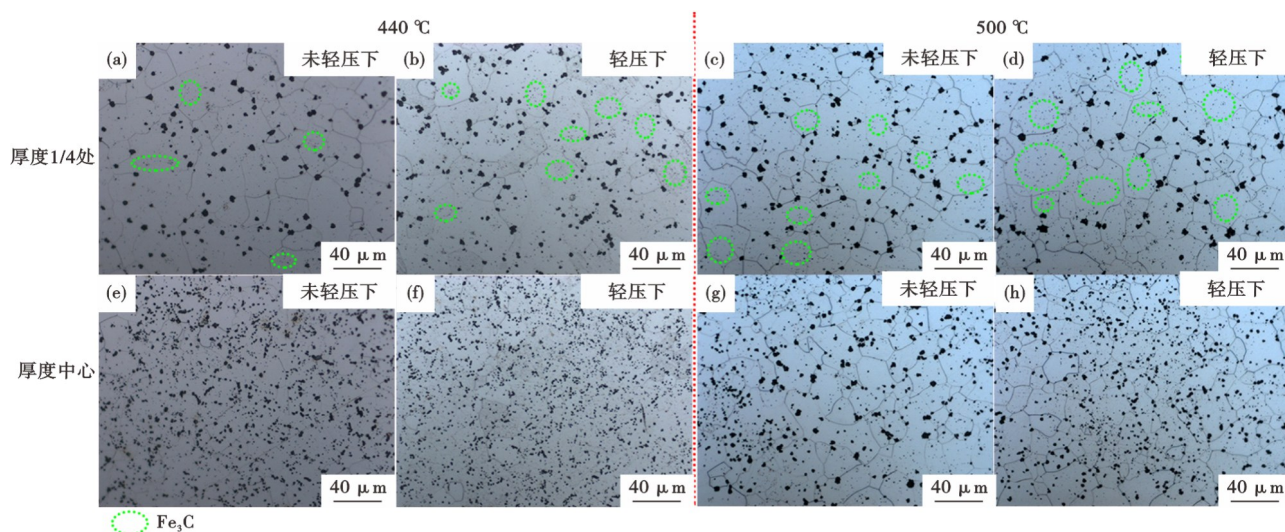 440 ℃
500 ℃
(a)
未轻压下
(b)
轻压下
(c)
未轻压下
(d)
轻压下
厚度1/4处
40 μm
40 μm
40 μm
40 μm
(e)
未轻压下
(f)
轻压下
(g)
未轻压下
(h)
轻压下
厚度中心
40 μm
40 μm
40 μm
40 μm
Fe₃C